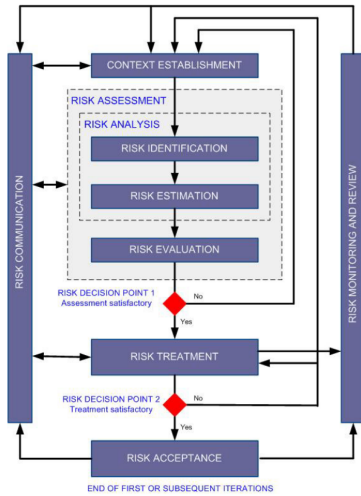 CONTEXT ESTABLISHMENT
RISK ASSESSMENT
RISK ANALYSIS
RISK IDENTIFICATION
RISK ESTIMATION
RISK EVALUATION
RISK COMMUNICATION
RISK MONITORING AND REVIEW
RISK DECISION POINT 1
Assessment satisfactory
No
Yes
RISK TREATMENT
RISK DECISION POINT 2
Treatment satisfactory
No
Yes
RISK ACCEPTANCE
END OF FIRST OR SUBSEQUENT ITERATIONS